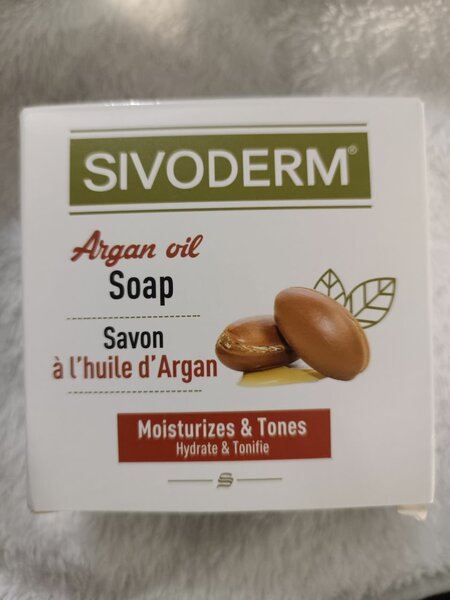 SIVODERM®
Argan oil
Soap
Savon
à l'huile d'Argan
Moisturizes & Tones
Hydrate & Tonifie